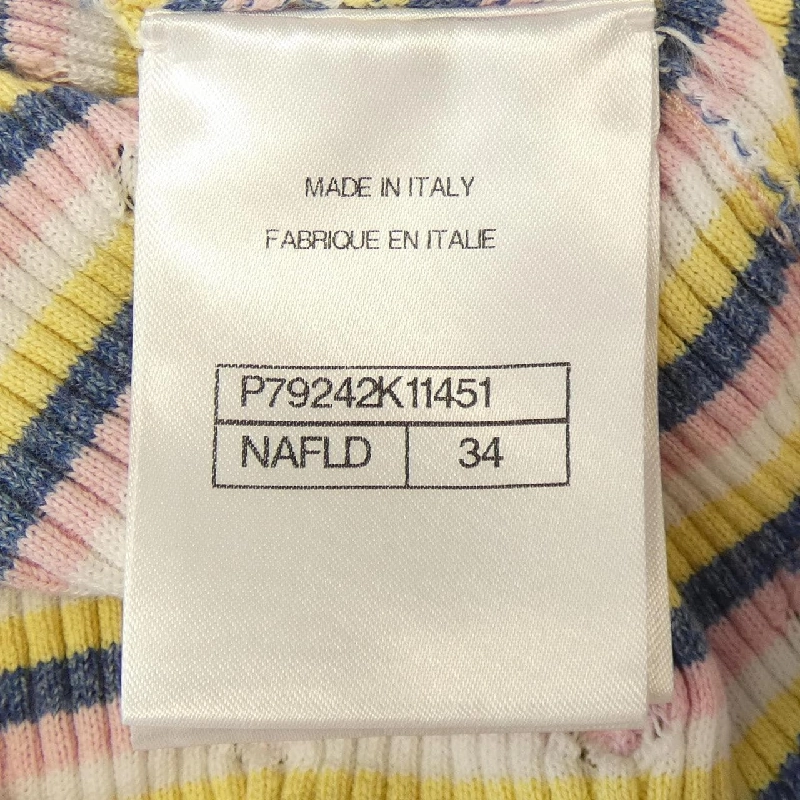 MADE IN ITALY
FABRIQUE EN ITALIE
P79242K11451
NAFLD 34